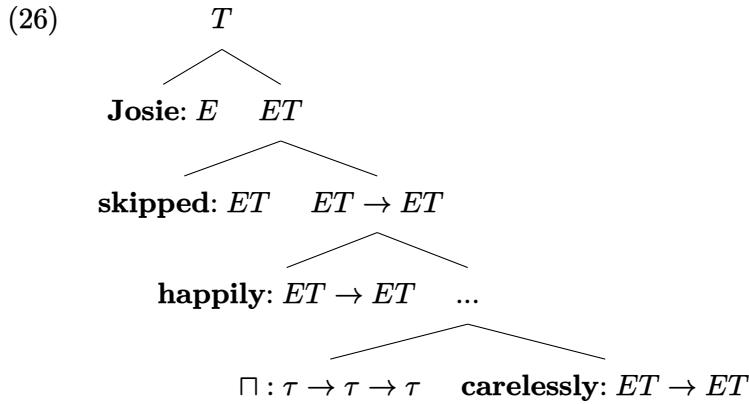 (26) T
Josie: E ET
skipped: ET ET → ET
happily: ET → ET ...
⊓ : τ → τ → τ carelessly: ET → ET